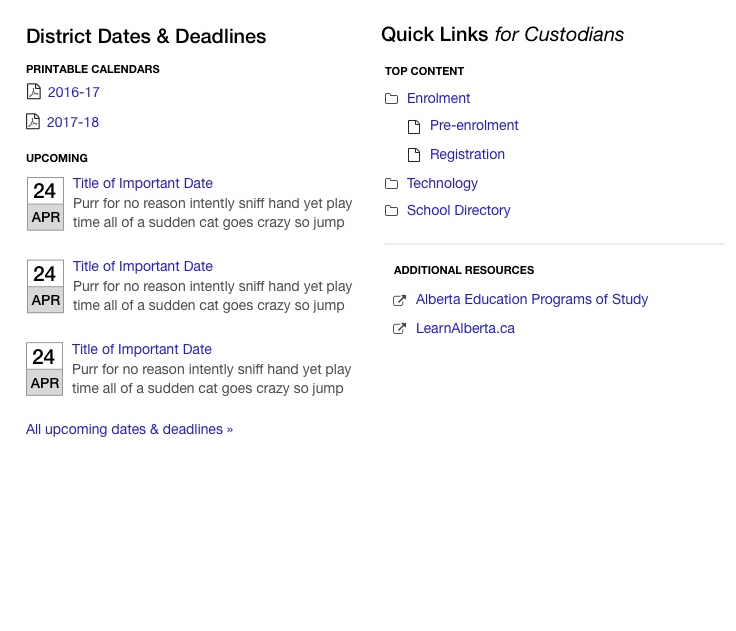 District Dates & Deadlines
PRINTABLE CALENDARS
2016-17
2017-18
UPCOMING
24
APR
Title of Important Date
Purr for no reason intently sniff hand yet play
time all of a sudden cat goes crazy so jump
24
APR
Title of Important Date
Purr for no reason intently sniff hand yet play
time all of a sudden cat goes crazy so jump
24
APR
Title of Important Date
Purr for no reason intently sniff hand yet play
time all of a sudden cat goes crazy so jump
All upcoming dates & deadlines »
Quick Links for Custodians
TOP CONTENT
Enrolment
Pre-enrolment
Registration
Technology
School Directory
ADDITIONAL RESOURCES
Alberta Education Programs of Study
LearnAlberta.ca